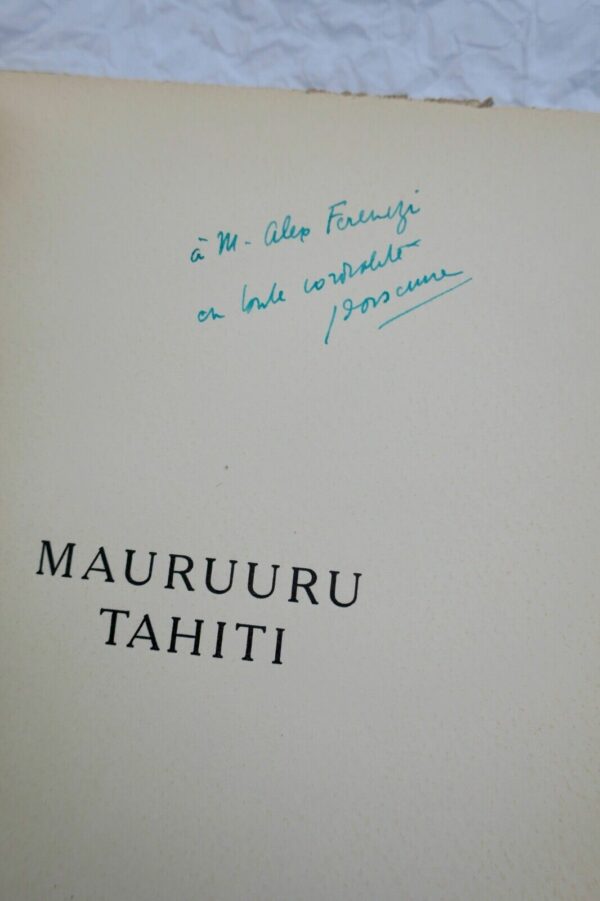 à M. Alex Ferenczi
en toute cordialité
MAURUURU
TAHITI